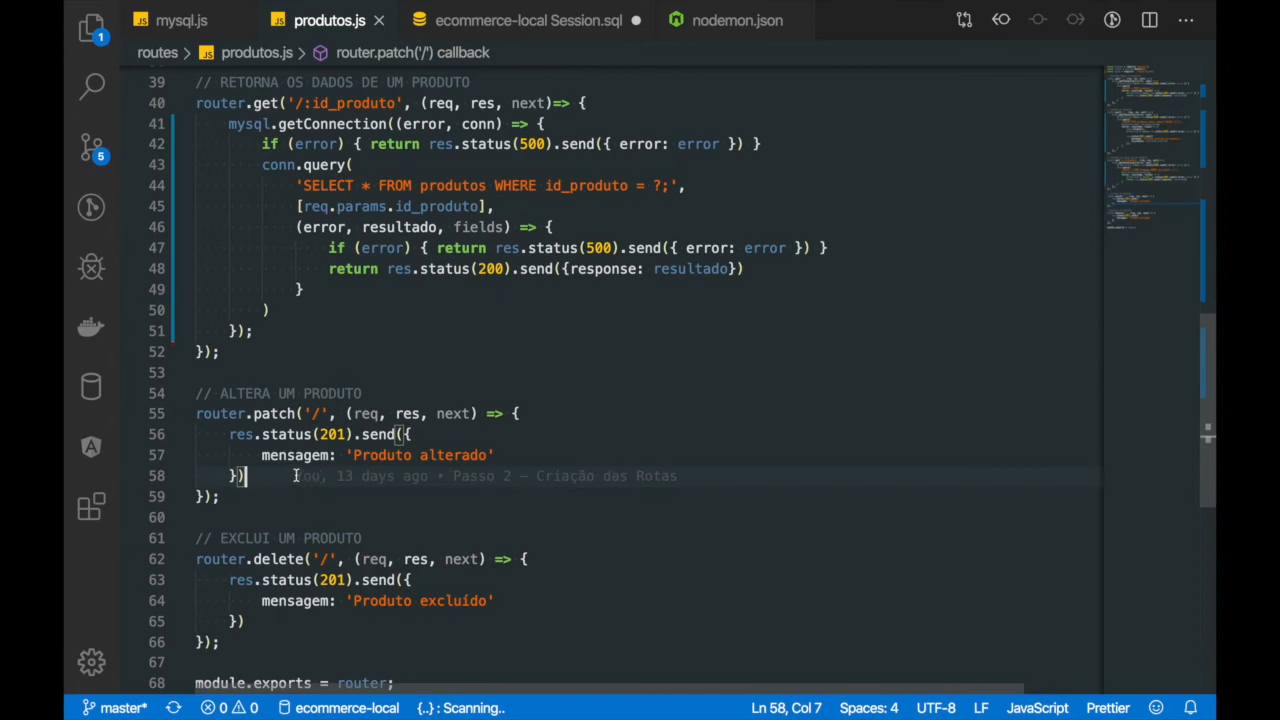 mysql.js produtos.js ecommerce-local Session.sql nodemon.json
routes > produtos.js > router.patch('/') callback
39 // RETORNA OS DADOS DE UM PRODUTO
40 router.get('/:id_produto', (req, res, next)=> {
41 mysql.getConnection((error, conn) => {
42 if (error) { return res.status(500).send({ error: error }) }
43 conn.query(
44 'SELECT * FROM produtos WHERE id_produto = ?;',
45 [req.params.id_produto],
46 (error, resultado, fields) => {
47 if (error) { return res.status(500).send({ error: error }) }
48 return res.status(200).send({response: resultado})
49 }
50 )
51 });
52 });
53
54 // ALTERA UM PRODUTO
55 router.patch('/', (req, res, next) => {
56 res.status(201).send({
57 mensagem: 'Produto alterado'
58 }) You, 13 days ago • Passo 2 – Criação das Rotas
59 });
60
61 // EXCLUI UM PRODUTO
62 router.delete('/', (req, res, next) => {
63 res.status(201).send({
64 mensagem: 'Produto excluído'
65 })
66 });
67
68 module.exports = router;
1
5
master* 0 0 ecommerce-local {..} : Scanning.. Ln 58, Col 7 Spaces: 4 UTF-8 LF JavaScript Prettier